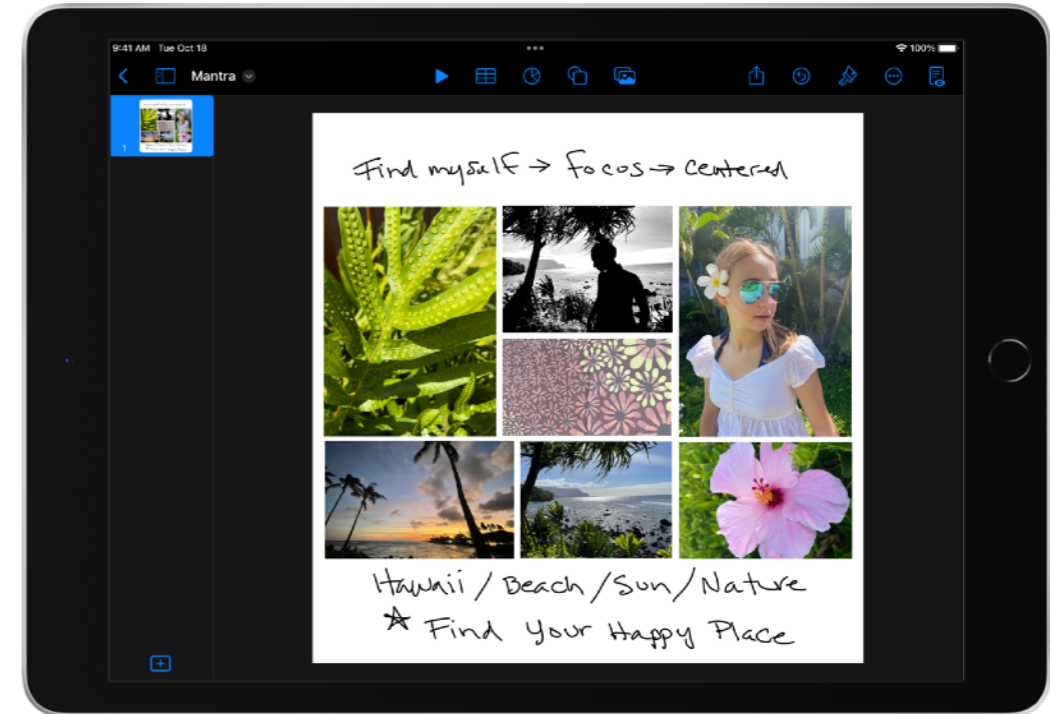 9:41 AM Tue Oct 18
100%
Mantra
1
Find myself → focus → centered
Hawaii / Beach / Sun / Nature
☆ Find Your Happy Place